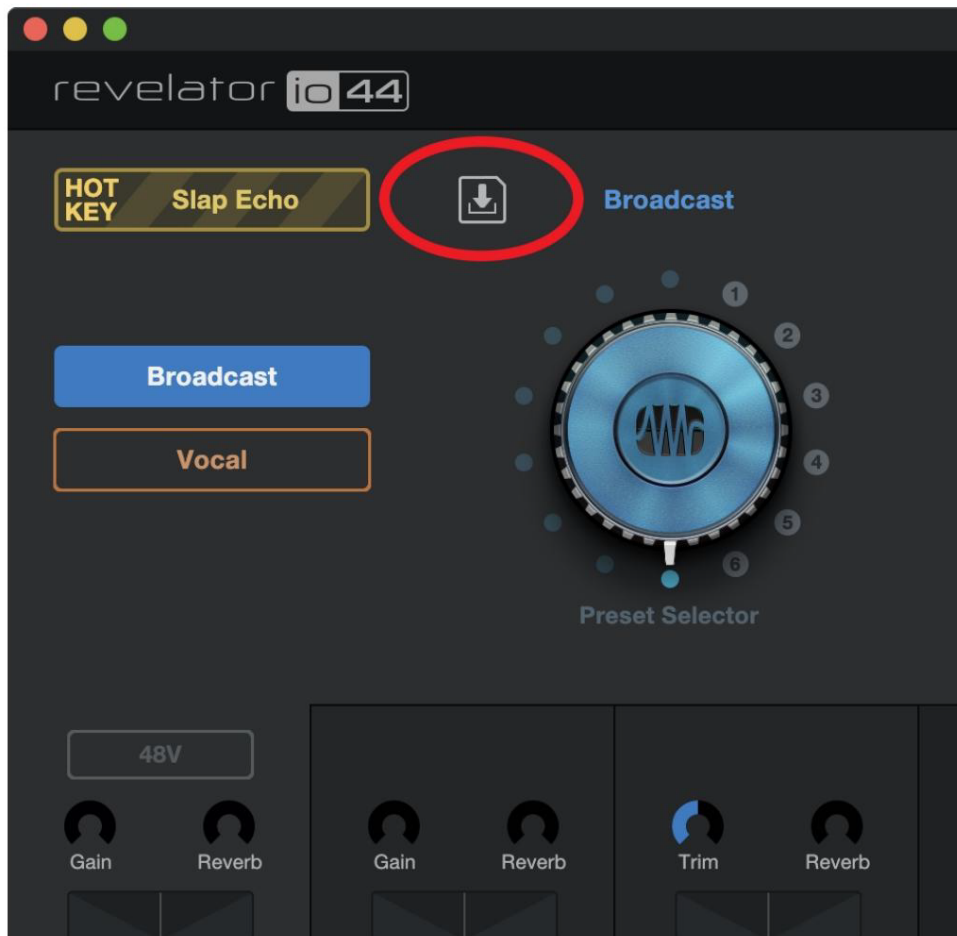 revelator io 44
HOT
KEY
Slap Echo
Broadcast
Broadcast
Vocal
1
2
3
4
5
6
Preset Selector
48V
Gain
Reverb
Gain
Reverb
Trim
Reverb